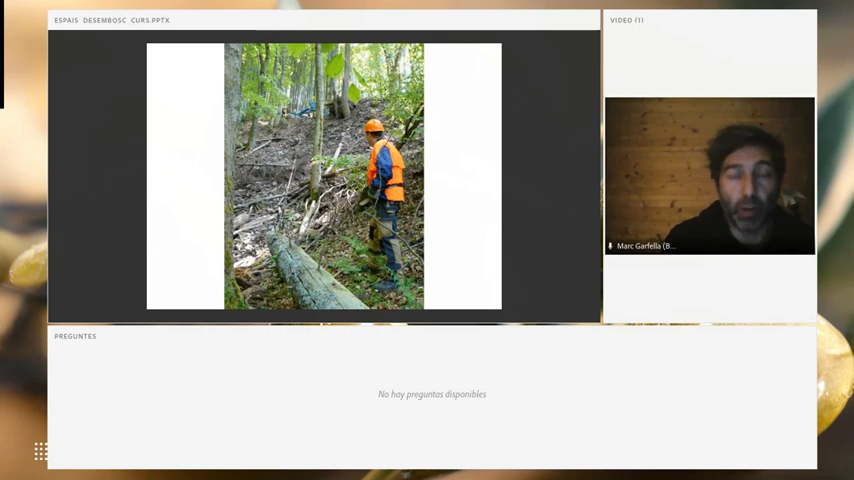 ESPAIS DESEMBOSC CURS.PPTX
VIDEO (1)
Marc Garfella (B...
PREGUNTES
No hay preguntas disponibles